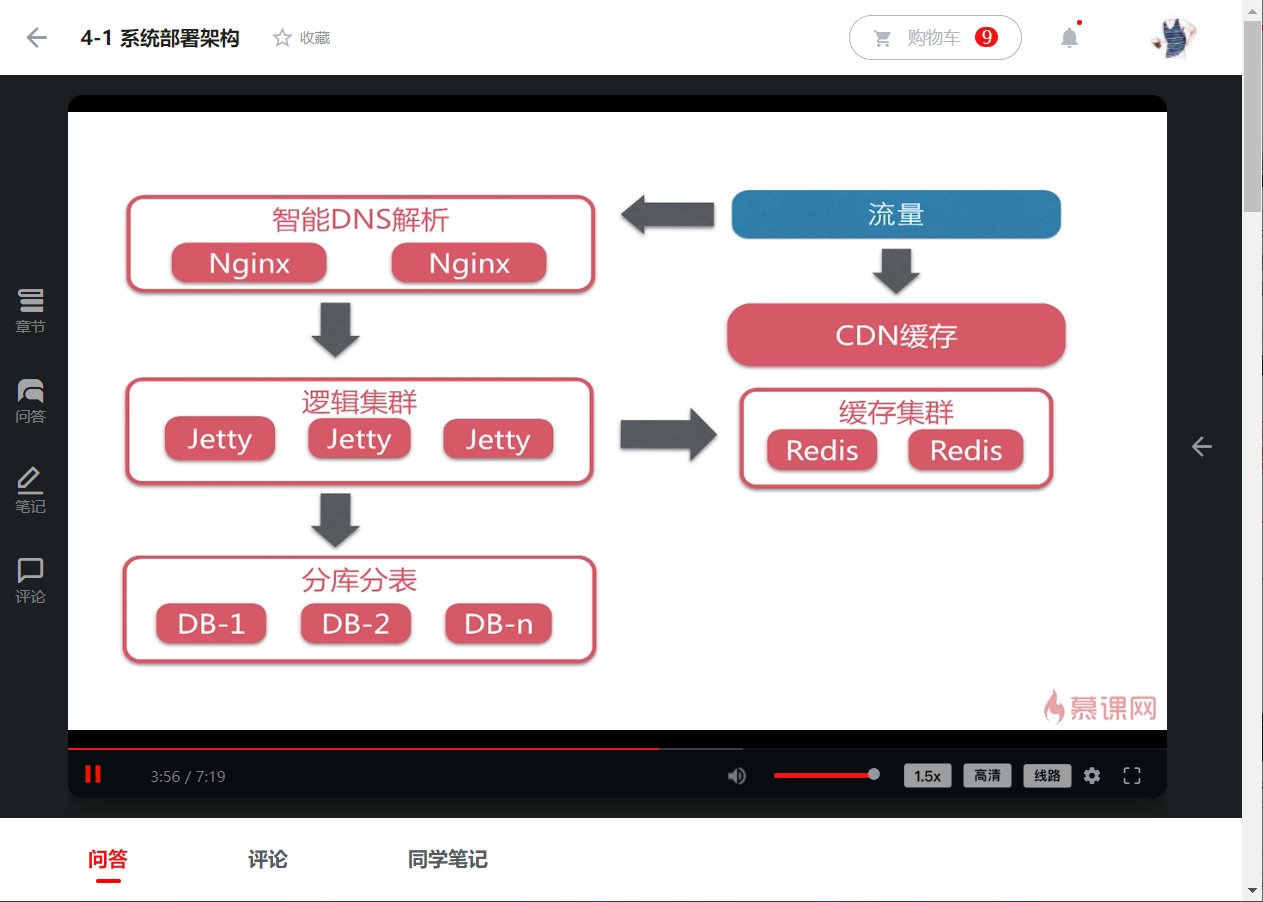 4-1 系统部署架构
收藏
购物车
9
章节
问答
笔记
评论
智能DNS解析
Nginx
Nginx
流量
CDN缓存
逻辑集群
Jetty
Jetty
Jetty
缓存集群
Redis
Redis
分库分表
DB-1
DB-2
DB-n
慕课网
3:56 / 7:19
1.5x
高清
线路
问答
评论
同学笔记